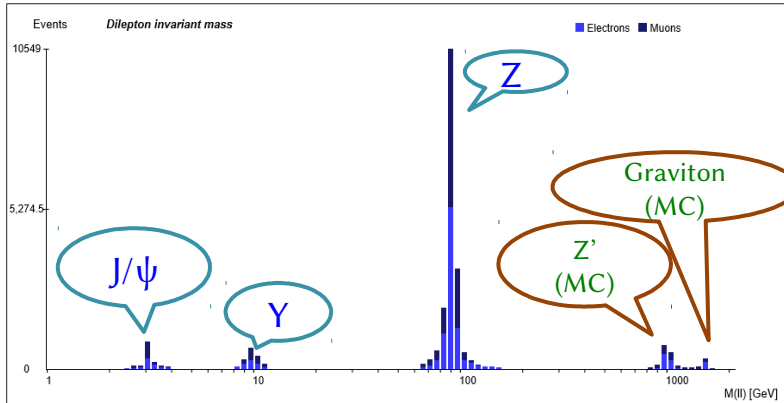 Events
Dilepton invariant mass
Electrons
Muons
10549
Z
Graviton
(MC)
5,274.5
J/ψ
Z’
(MC)
Υ
0
1
10
100
1000
M(ll) [GeV]